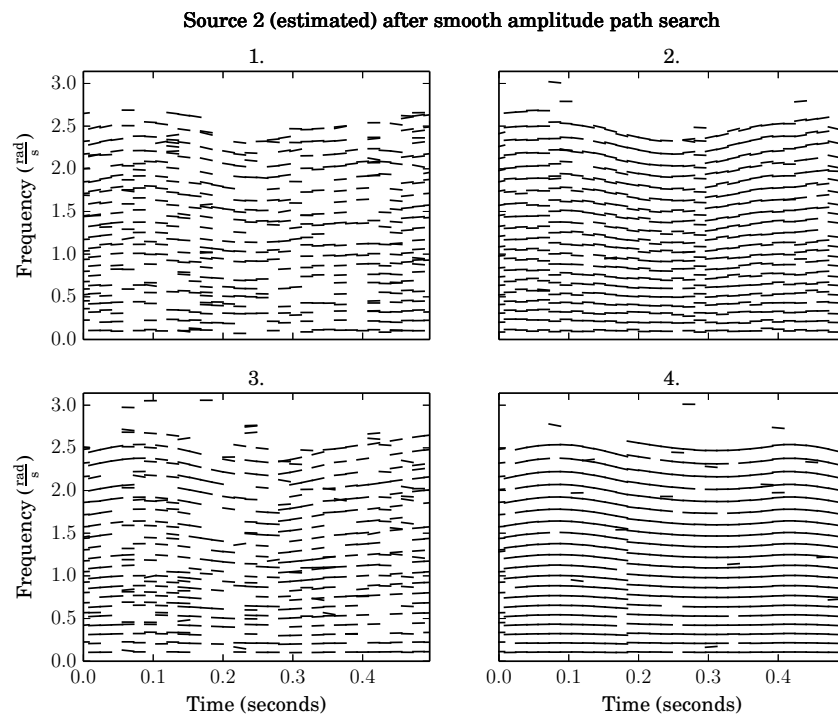 Source 2 (estimated) after smooth amplitude path search
1.
2.
3.0
2.5
2.0
1.5
1.0
0.5
0.0
Frequency (rad/s)
3.
4.
3.0
2.5
2.0
1.5
1.0
0.5
0.0
Frequency (rad/s)
0.0 0.1 0.2 0.3 0.4
0.0 0.1 0.2 0.3 0.4
Time (seconds)
Time (seconds)